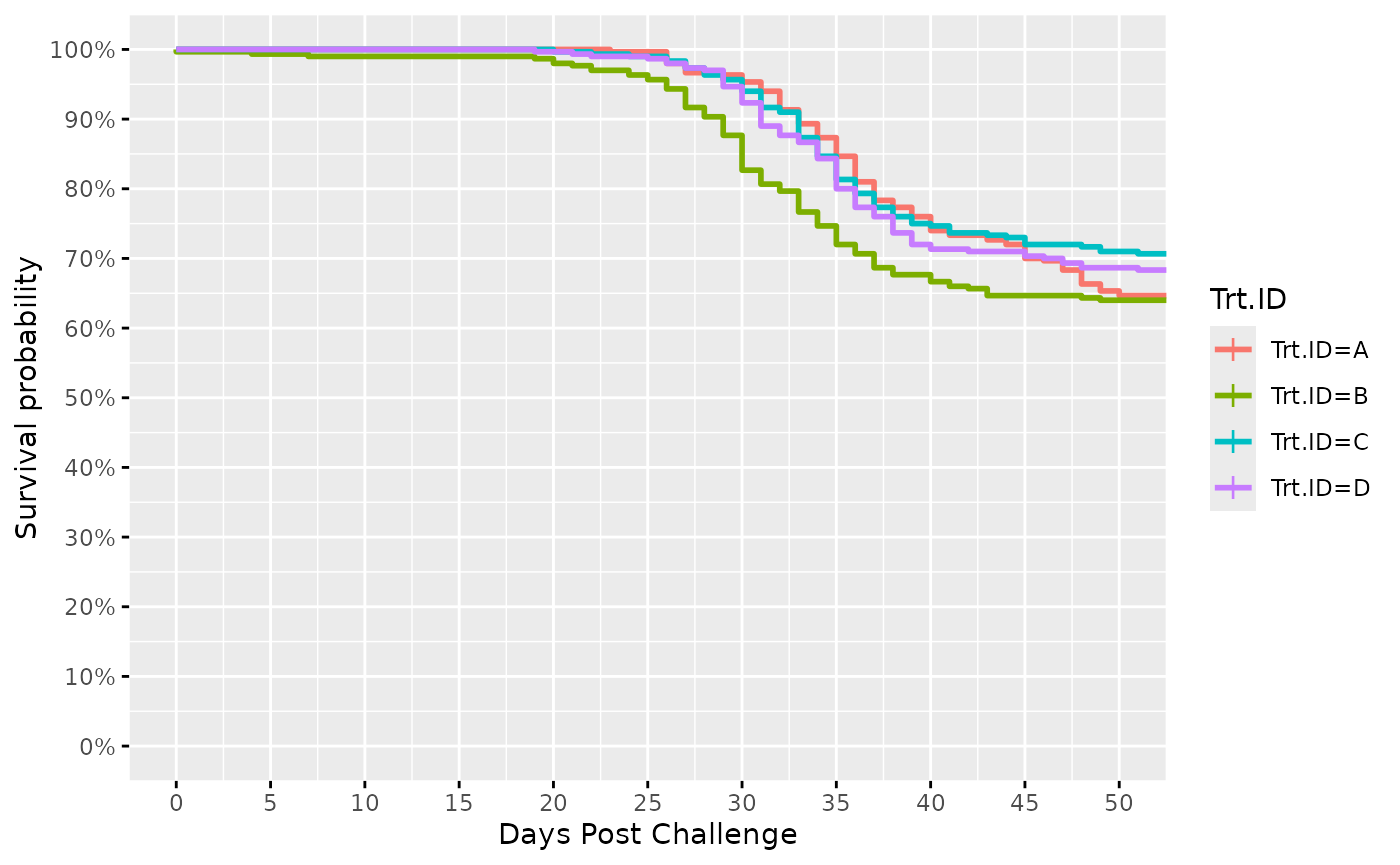 100%
90%
80%
70%
60%
50%
40%
30%
20%
10%
0%
Survival probability
0 5 10 15 20 25 30 35 40 45 50
Days Post Challenge
Trt.ID
Trt.ID=A
Trt.ID=B
Trt.ID=C
Trt.ID=D